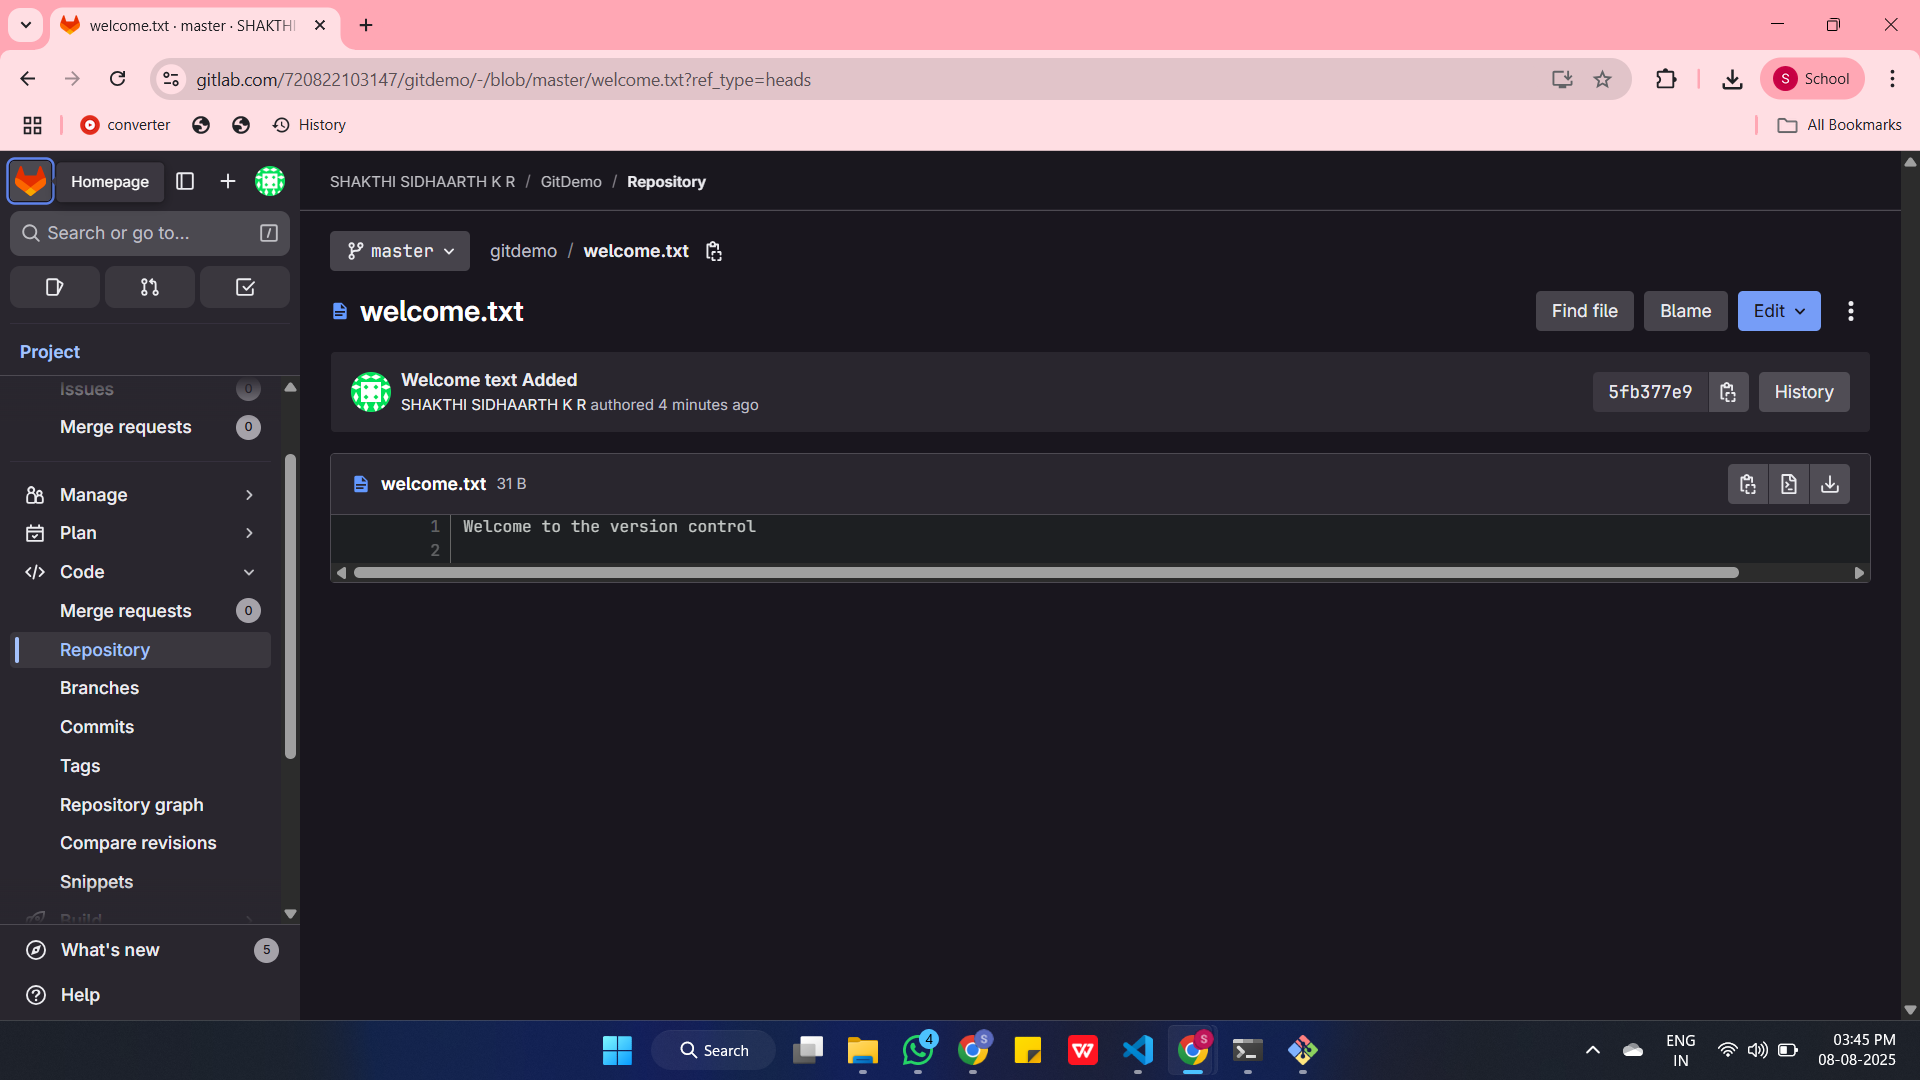 welcome.txt · master · SHAKTHI
gitlab.com/720822103147/gitdemo/-/blob/master/welcome.txt?ref_type=heads
S School
converter
History
All Bookmarks
Homepage
Search or go to...
/
Project
Issues 0
Merge requests 0
Manage
Plan
Code
Merge requests 0
Repository
Branches
Commits
Tags
Repository graph
Compare revisions
Snippets
Build
What's new 5
Help
SHAKTHI SIDHAARTH K R / GitDemo / Repository
master
gitdemo / welcome.txt
welcome.txt
Find file
Blame
Edit
Welcome text Added
SHAKTHI SIDHAARTH K R authored 4 minutes ago
5fb377e9
History
welcome.txt 31 B
1 Welcome to the version control
2
Search
4
S
W
S
ENG
IN
03:45 PM
08-08-2025